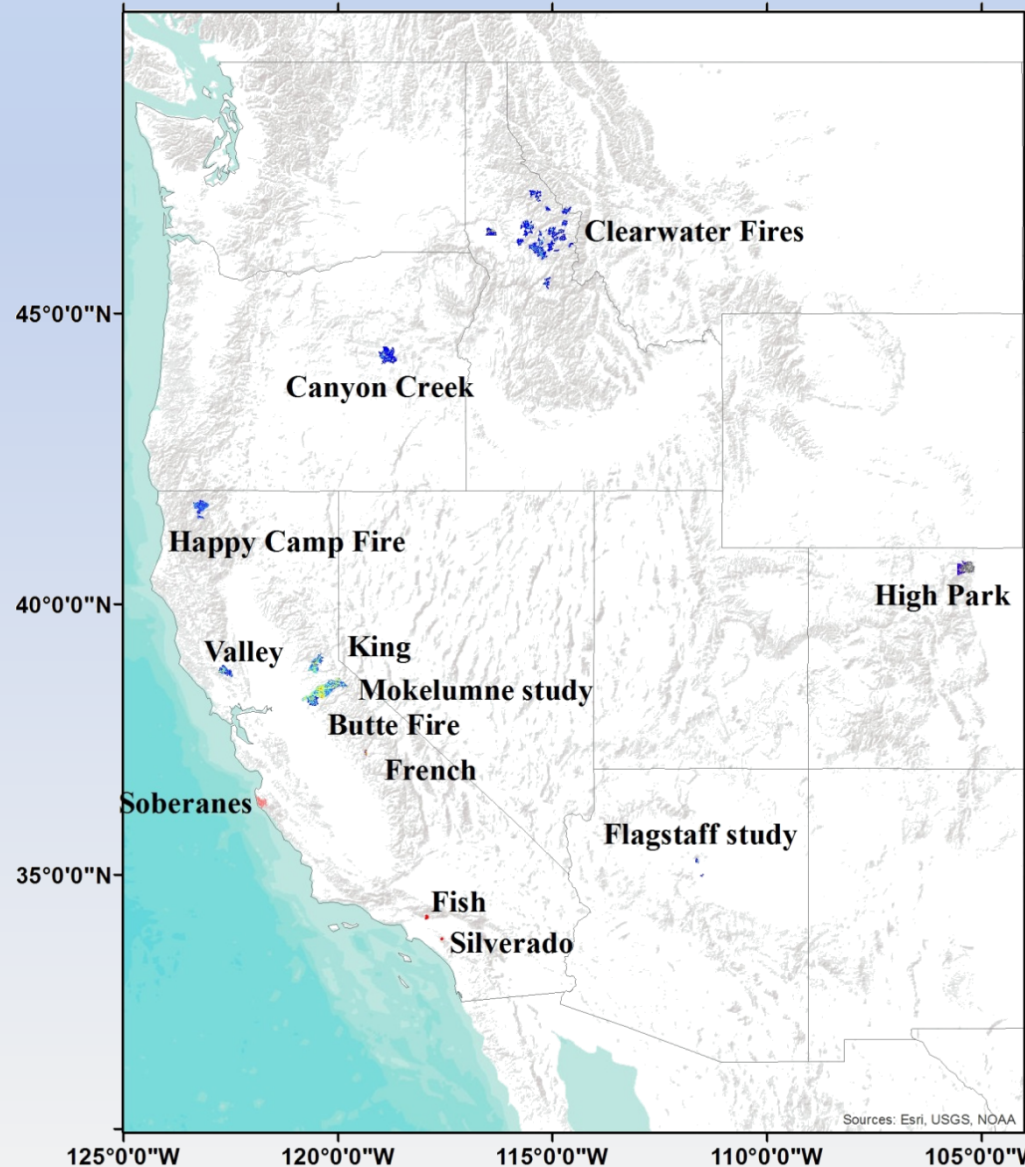 Clearwater Fires
45°0'0"N
Canyon Creek
Happy Camp Fire
High Park
40°0'0"N
Valley
King
Mokelumne study
Butte Fire
French
Soberanes
Flagstaff study
35°0'0"N
Fish
Silverado
Sources: Esri, USGS, NOAA
125°0'0"W 120°0'0"W 115°0'0"W 110°0'0"W 105°0'0"W